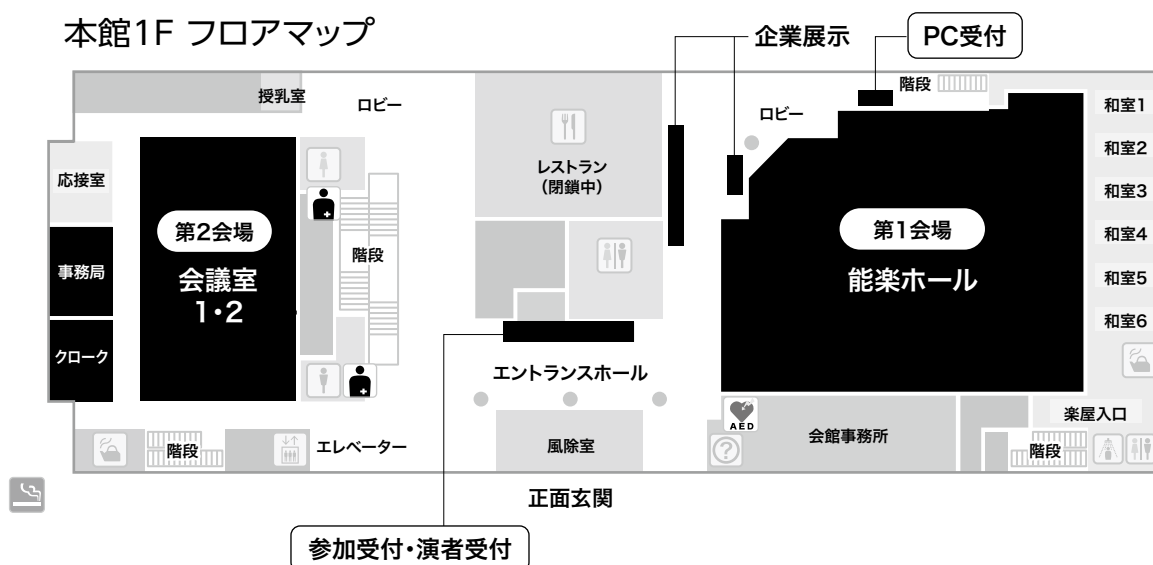 本館1F フロアマップ
企業展示
PC受付
授乳室
ロビー
ロビー
階段
和室1
和室2
和室3
和室4
和室5
和室6
応接室
レストラン
（閉鎖中）
第2会場
会議室
1・2
事務局
クローク
階段
第1会場
能楽ホール
エントランスホール
楽屋入口
AED
会館事務所
階段
エレベーター
風除室
階段
正面玄関
参加受付・演者受付